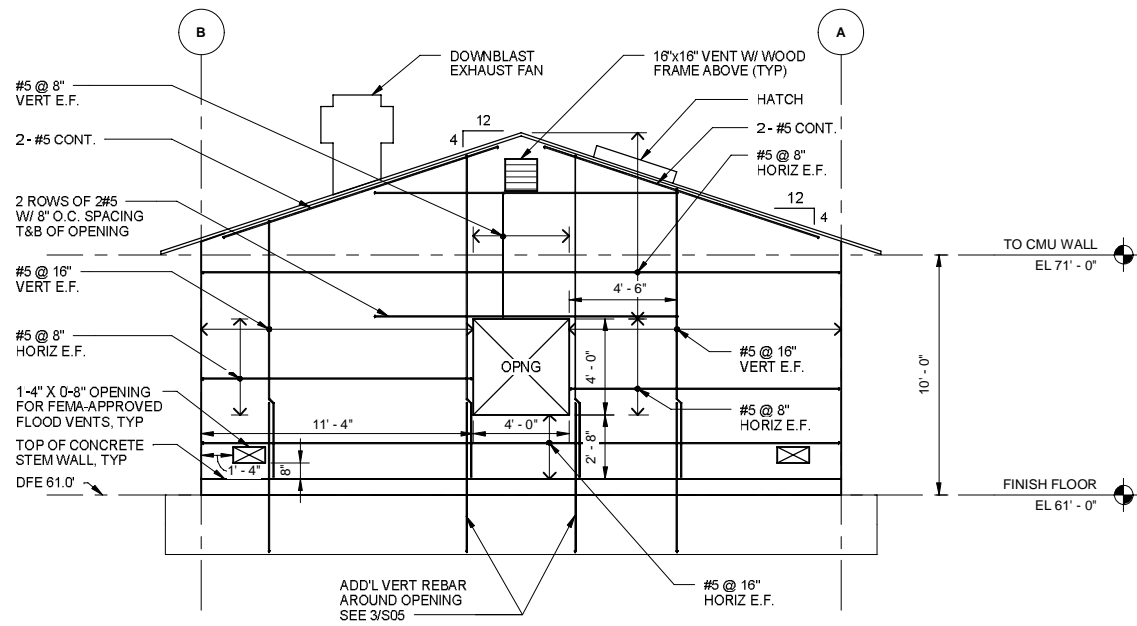 B
A
DOWNBLAST
EXHAUST FAN
16"x16" VENT W/ WOOD
FRAME ABOVE (TYP)
#5 @ 8"
VERT E.F.
HATCH
12
4
2- #5 CONT.
2- #5 CONT.
#5 @ 8"
HORIZ E.F.
2 ROWS OF 2#5
W/ 8" O.C. SPACING
T&B OF OPENING
12
4
TO CMU WALL
EL 71' - 0"
#5 @ 16"
VERT E.F.
4' - 6"
#5 @ 8"
HORIZ E.F.
#5 @ 16"
VERT E.F.
OPNG
4' - 0"
10' - 0"
1-4" X 0-8" OPENING
FOR FEMA-APPROVED
FLOOD VENTS, TYP
#5 @ 8"
HORIZ E.F.
11' - 4"
4' - 0"
2' - 8"
TOP OF CONCRETE
STEM WALL, TYP
1' - 4"
8"
DFE 61.0'
FINISH FLOOR
EL 61' - 0"
ADD'L VERT REBAR
AROUND OPENING
SEE 3/S05
#5 @ 16"
HORIZ E.F.